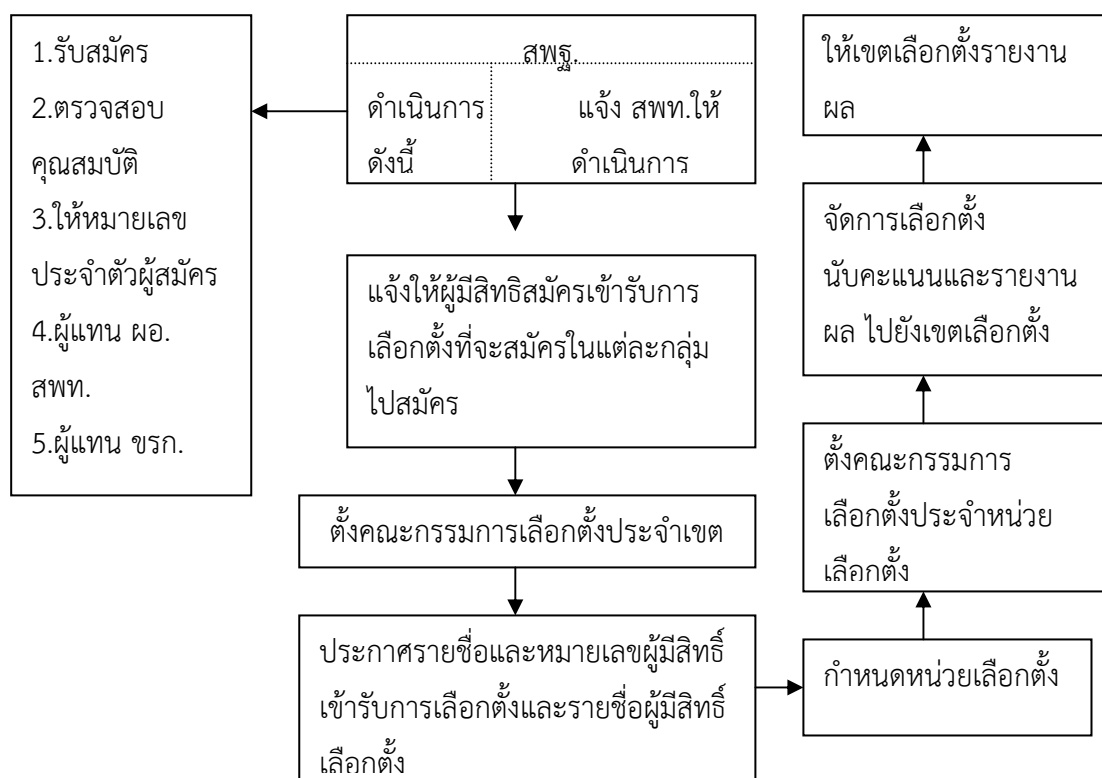 1.รับสมัคร
2.ตรวจสอบ
คุณสมบัติ
3.ให้หมายเลข
ประจำตัวผู้สมัคร
4.ผู้แทน ผอ.
สพท.
5.ผู้แทน ขรก.
สพฐ.
ดำเนินการ
ดังนี้
แจ้ง สพท.ให้
ดำเนินการ
แจ้งให้ผู้มีสิทธิสมัครเข้ารับการ
เลือกตั้งที่จะสมัครในแต่ละกลุ่ม
ไปสมัคร
ตั้งคณะกรรมการเลือกตั้งประจำเขต
ประกาศรายชื่อและหมายเลขผู้มีสิทธิ์
เข้ารับการเลือกตั้งและรายชื่อผู้มีสิทธิ์
เลือกตั้ง
กำหนดหน่วยเลือกตั้ง
ตั้งคณะกรรมการ
เลือกตั้งประจำหน่วย
เลือกตั้ง
จัดการเลือกตั้ง
นับคะแนนและรายงาน
ผล ไปยังเขตเลือกตั้ง
ให้เขตเลือกตั้งรายงาน
ผล